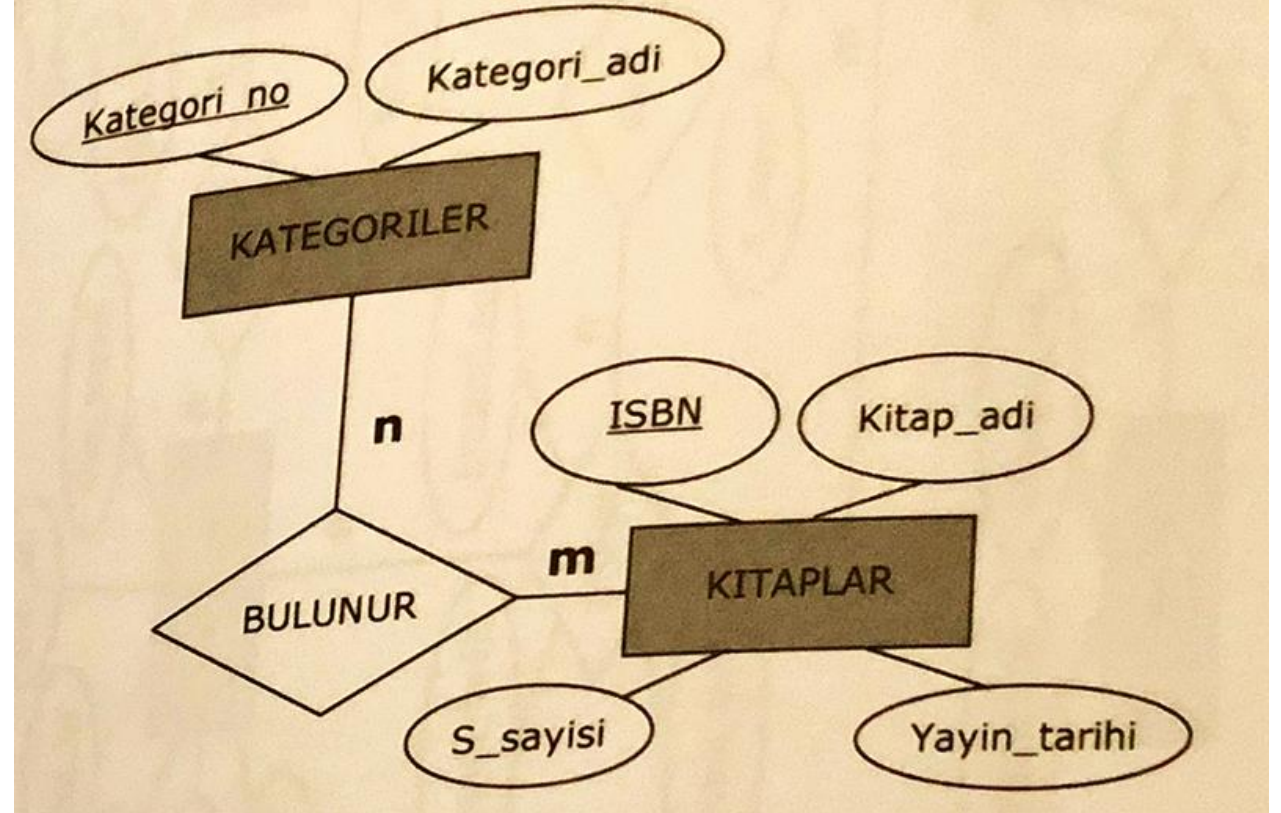 Kategori_no
Kategori_adi
KATEGORILER
n
ISBN
Kitap_adi
m
KITAPLAR
BULUNUR
S_sayisi
Yayin_tarihi